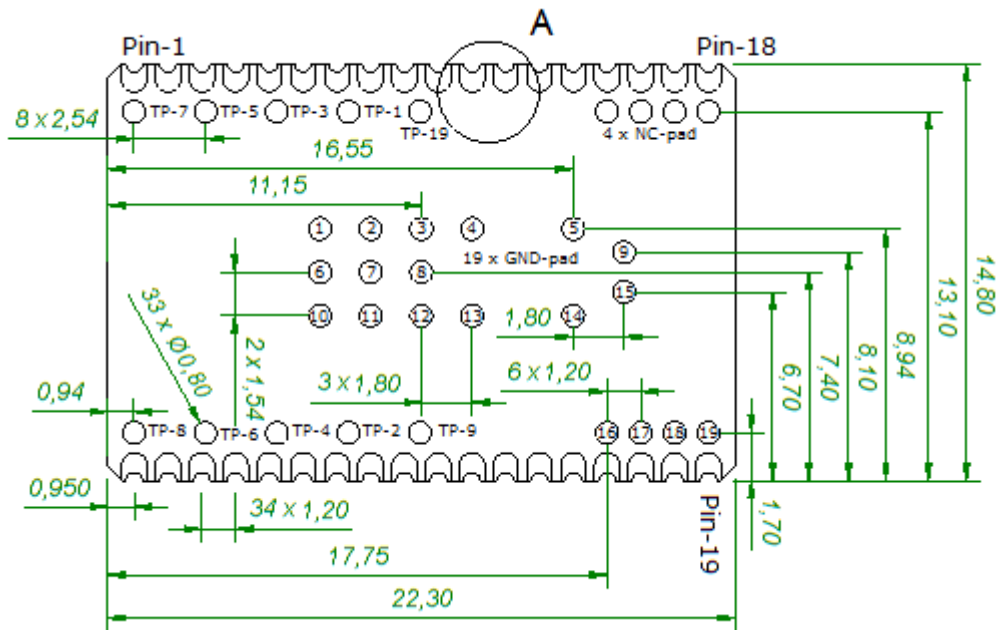 A
Pin-1
Pin-18
TP-7
TP-5
TP-3
TP-1
TP-19
4 x NC-pad
8 x 2,54
16,55
11,15
1
2
3
4
5
19 x GND-pad
9
6
7
8
15
10
11
12
13
14
33 x Ø0,80
2 x 1,54
1,80
3 x 1,80
6 x 1,20
0,94
TP-8
TP-6
TP-4
TP-2
TP-9
16
17
18
19
0,950
34 x 1,20
17,75
22,30
Pin-19
1,70
6,70
7,40
8,10
8,94
13,10
14,80